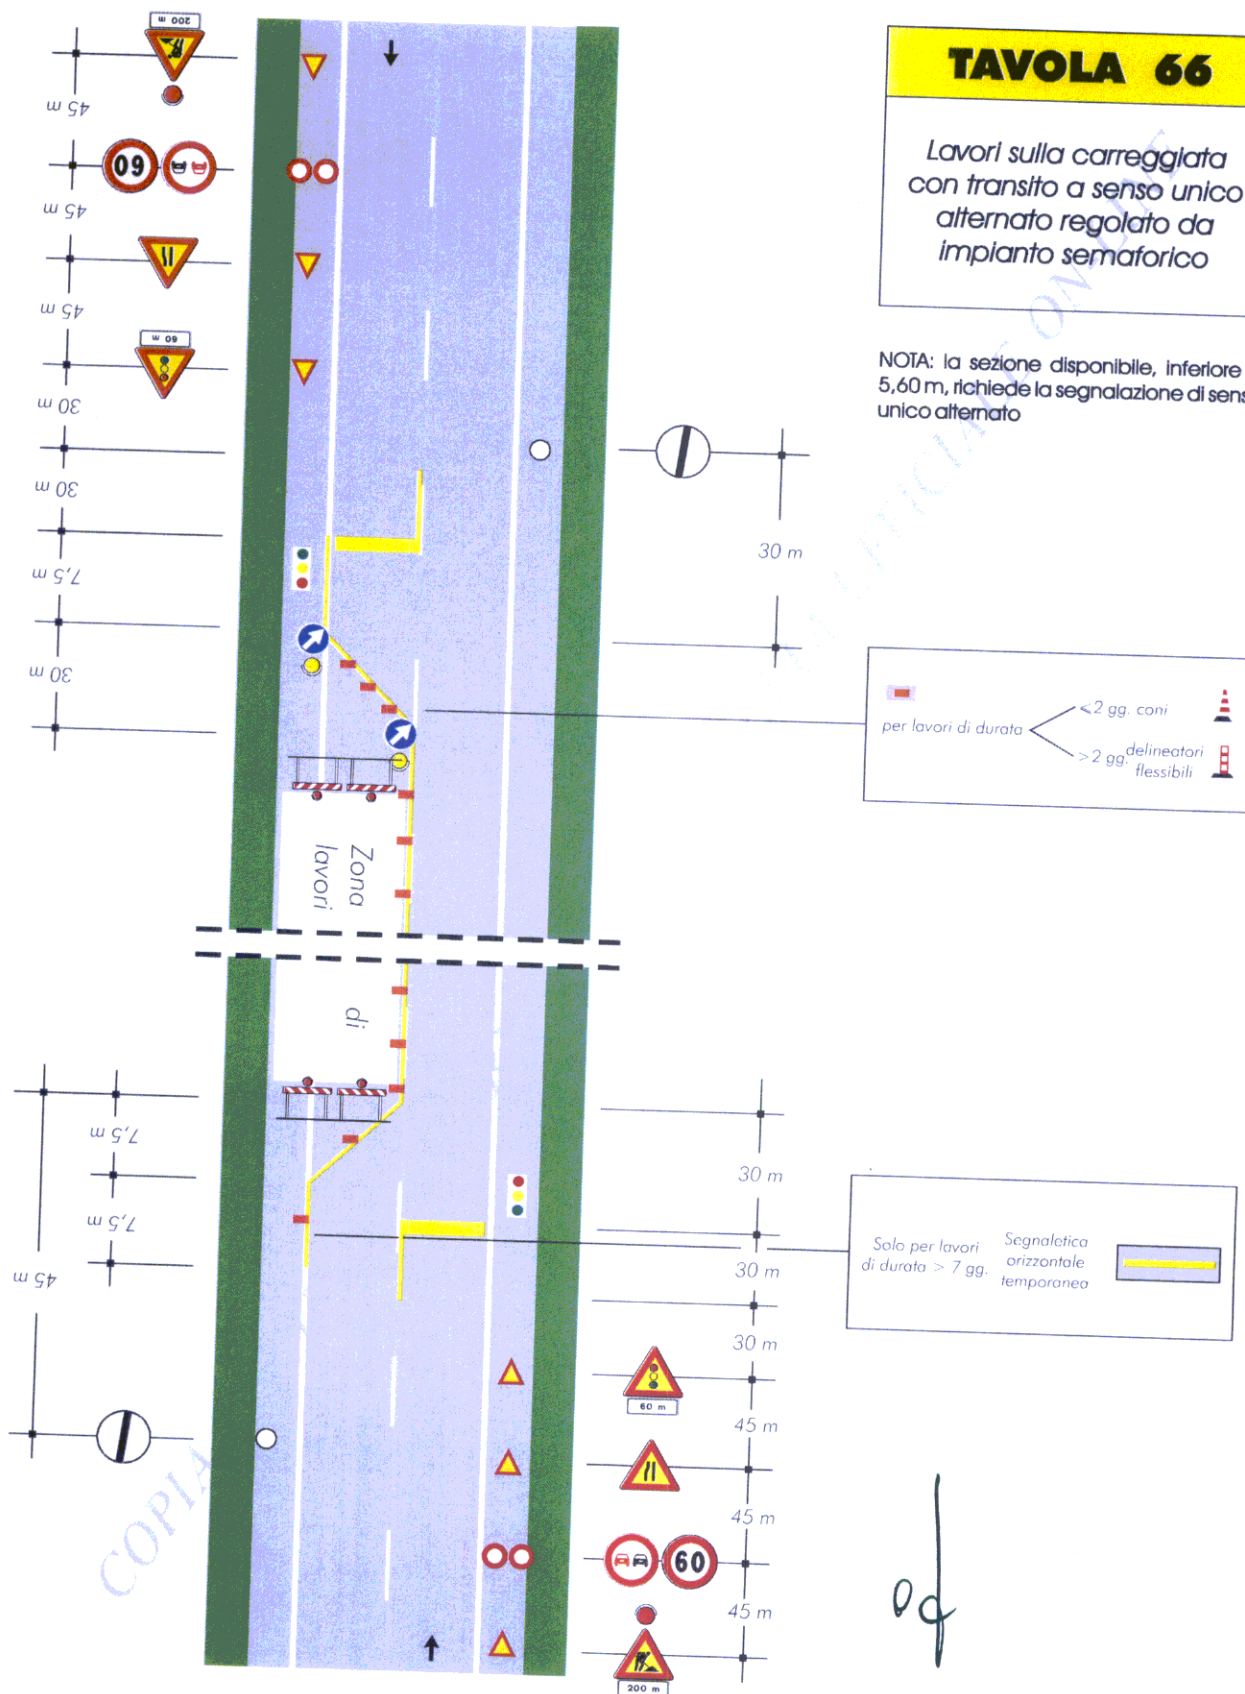 TAVOLA 66
Lavori sulla carreggiata
con transito a senso unico
alternato regolato da
impianto semaforico
NOTA: la sezione disponibile, inferiore
5,60 m, richiede la segnalazione di sens
unico alternato
200 m
45 m
60
45 m
45 m
60 m
30 m
30 m
7,5 m
30 m
30 m
per lavori di durata
<2 gg. coni
>2 gg. delineatori
flessibili
Zona
lavori
di
7,5 m
7,5 m
45 m
30 m
30 m
30 m
Solo per lavori
di durata > 7 gg.
Segnaletica
orizzontale
temporanea
60 m
45 m
45 m
60
45 m
200 m
COPIA
UFFICIALE ON-LINE